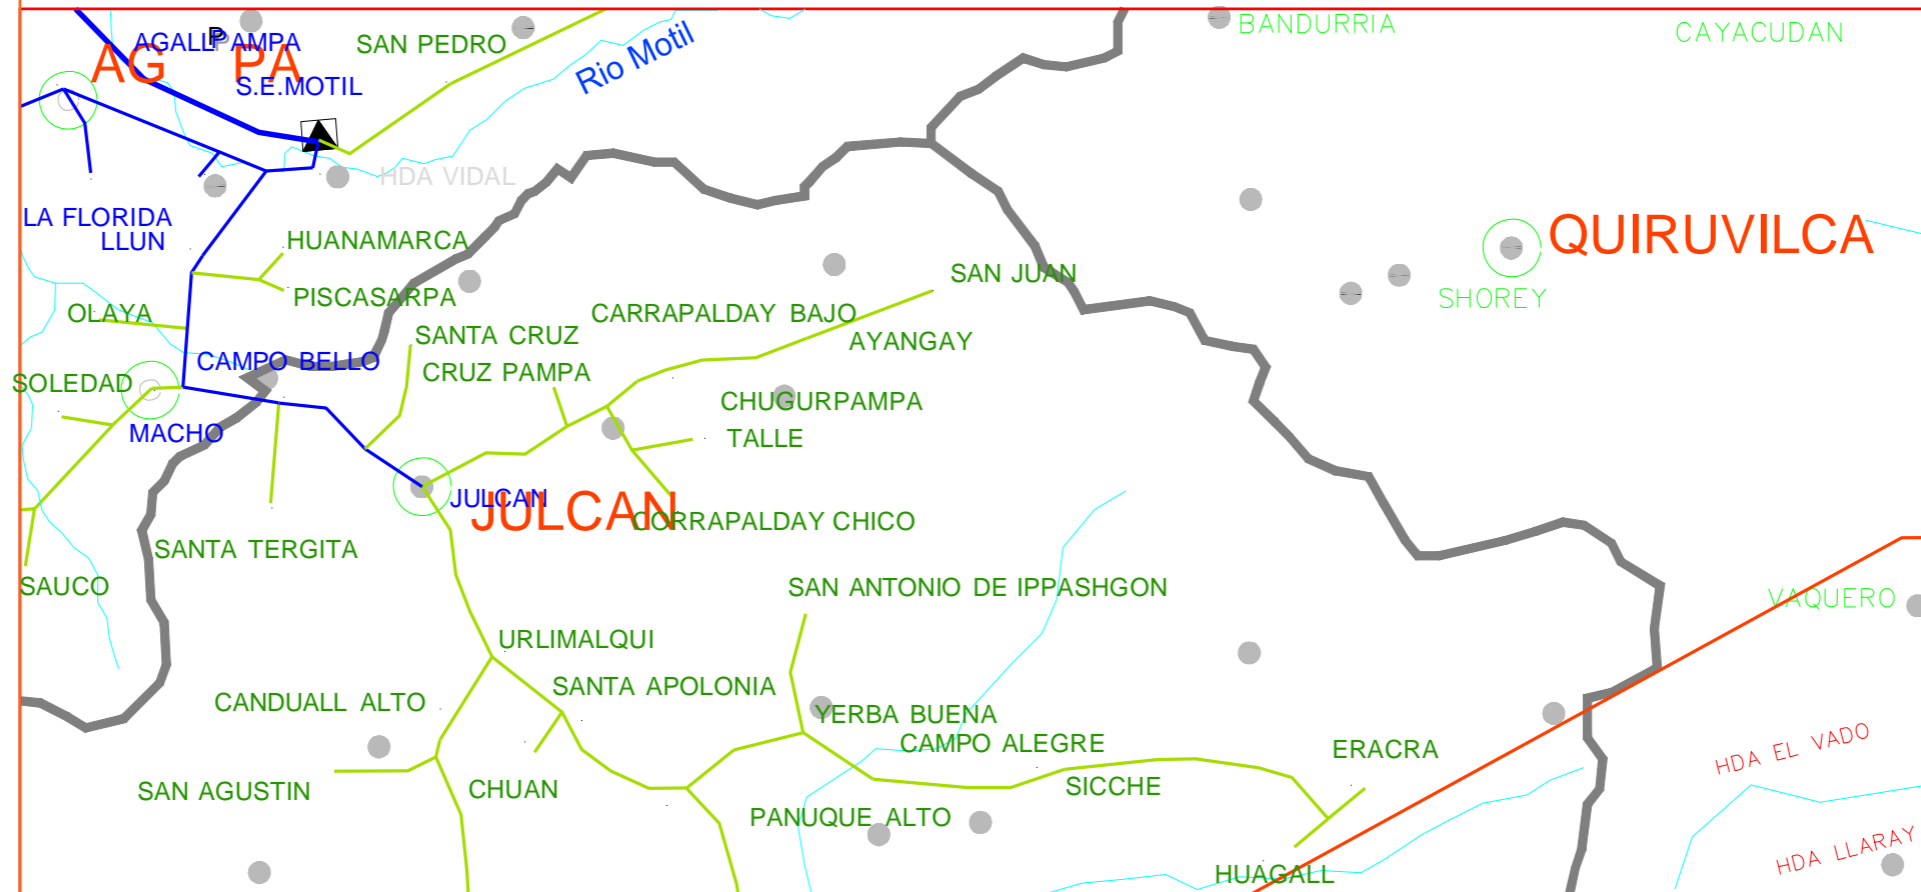 BANDURRIA
CAYACUDAN
SAN PEDRO
AGALLPAMPA
P
AG PA
S.E.MOTIL
Rio Motil
HDA VIDAL
LA FLORIDA
LLUN
HUANAMARCA
QUIRUVILCA
PISCASARPA
SAN JUAN
SHOREY
OLAYA
SANTA CRUZ
CARRAPALDAY BAJO
AYANGAY
CAMPO BELLO
CRUZ PAMPA
SOLEDAD
CHUGURPAMPA
MACHO
TALLE
JULCAN
JULCAN
CORRAPALDAY CHICO
SANTA TERGITA
SAUCO
SAN ANTONIO DE IPPASHGON
VAQUERO
URLIMALQUI
SANTA APOLONIA
CANDUALL ALTO
YERBA BUENA
CAMPO ALEGRE
ERACRA
HDA EL VADO
SAN AGUSTIN
CHUAN
SICCHE
PANUQUE ALTO
HDA LLARAY
HUAGALL